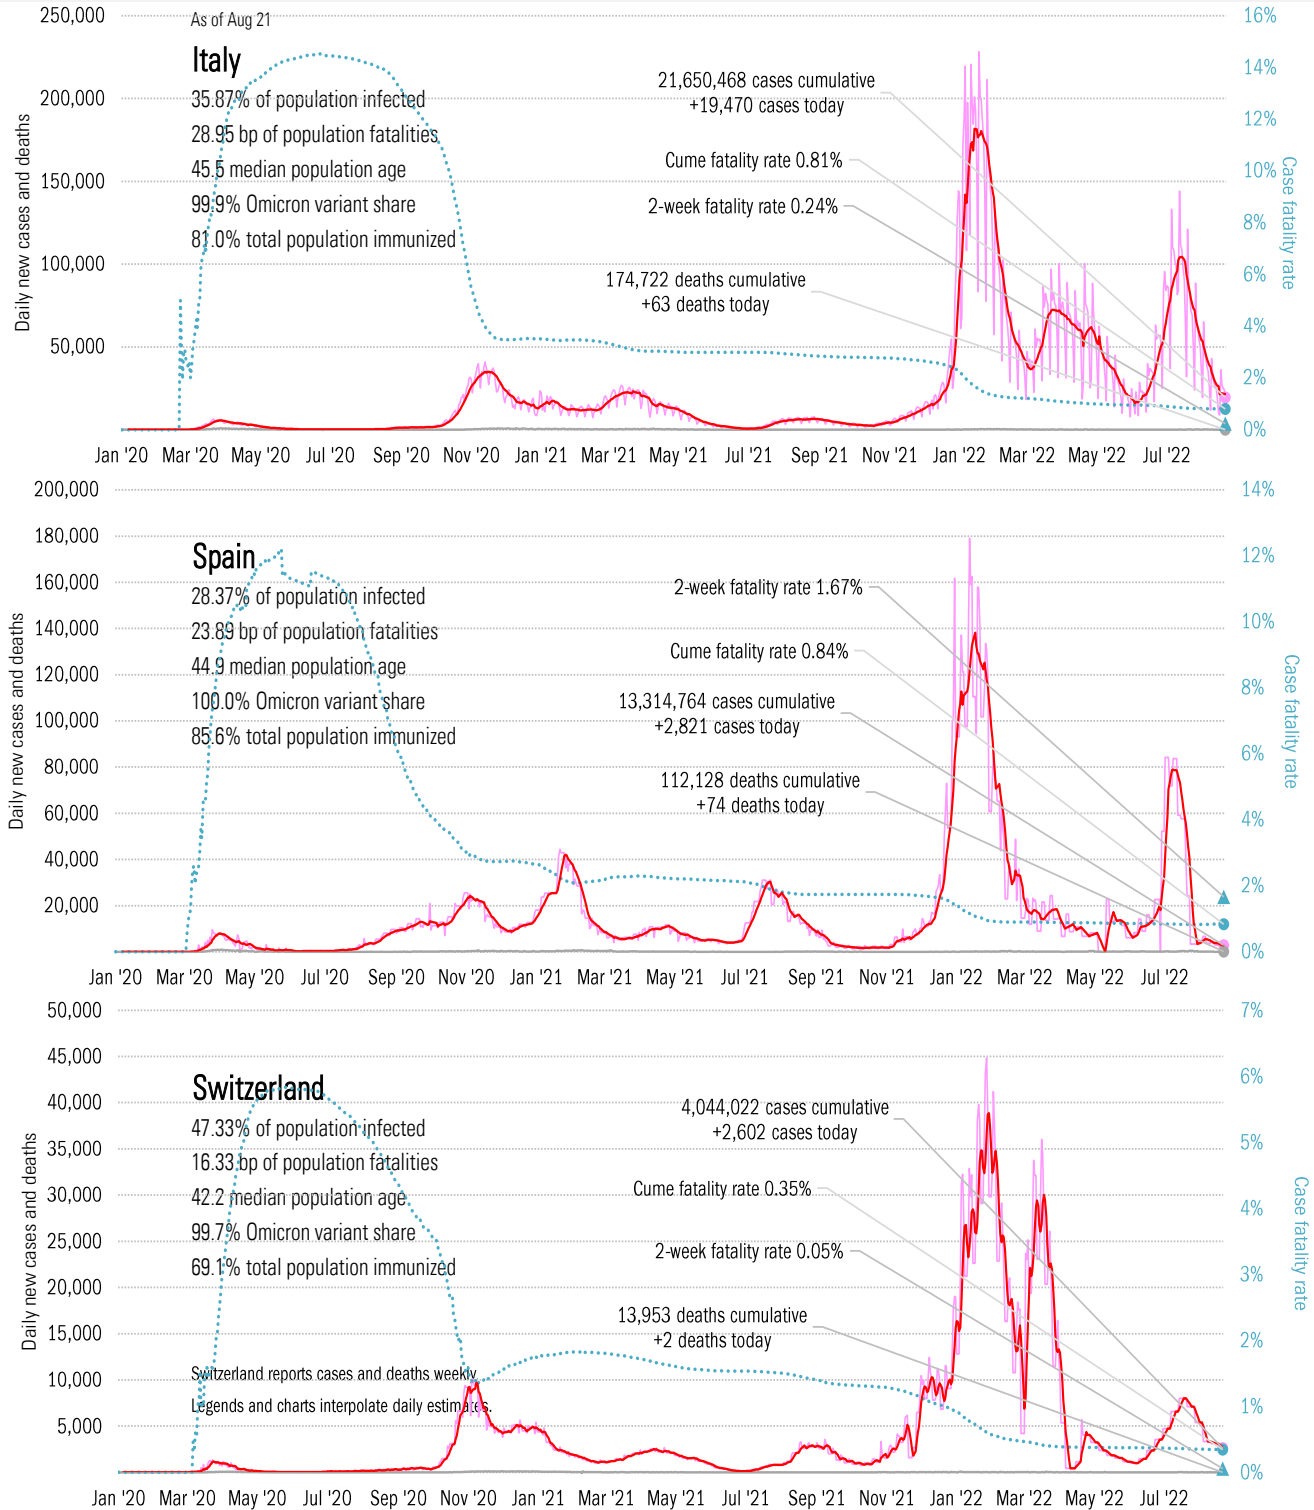 As of Aug 21
Italy
35.87% of population infected
28.95 bp of population fatalities
45.5 median population age
99.9% Omicron variant share
81.0% total population immunized
21,650,468 cases cumulative
+19,470 cases today
Cume fatality rate 0.81%
2-week fatality rate 0.24%
174,722 deaths cumulative
+63 deaths today
Daily new cases and deaths
250,000
200,000
150,000
100,000
50,000
16%
14%
12%
10%
8%
6%
4%
2%
0%
Case fatality rate
Jan '20 Mar '20 May '20 Jul '20 Sep '20 Nov '20 Jan '21 Mar '21 May '21 Jul '21 Sep '21 Nov '21 Jan '22 Mar '22 May '22 Jul '22
Spain
28.37% of population infected
23.89 bp of population fatalities
44.9 median population age
100.0% Omicron variant share
85.6% total population immunized
2-week fatality rate 1.67%
Cume fatality rate 0.84%
13,314,764 cases cumulative
+2,821 cases today
112,128 deaths cumulative
+74 deaths today
Daily new cases and deaths
200,000
180,000
160,000
140,000
120,000
100,000
80,000
60,000
40,000
20,000
14%
12%
10%
8%
6%
4%
2%
0%
Case fatality rate
Jan '20 Mar '20 May '20 Jul '20 Sep '20 Nov '20 Jan '21 Mar '21 May '21 Jul '21 Sep '21 Nov '21 Jan '22 Mar '22 May '22 Jul '22
Switzerland
47.33% of population infected
16.33 bp of population fatalities
42.2 median population age
99.7% Omicron variant share
69.1% total population immunized
Switzerland reports cases and deaths weekly.
Legends and charts interpolate daily estimates.
4,044,022 cases cumulative
+2,602 cases today
Cume fatality rate 0.35%
2-week fatality rate 0.05%
13,953 deaths cumulative
+2 deaths today
Daily new cases and deaths
50,000
45,000
40,000
35,000
30,000
25,000
20,000
15,000
10,000
5,000
7%
6%
5%
4%
3%
2%
1%
0%
Case fatality rate
Jan '20 Mar '20 May '20 Jul '20 Sep '20 Nov '20 Jan '21 Mar '21 May '21 Jul '21 Sep '21 Nov '21 Jan '22 Mar '22 May '22 Jul '22